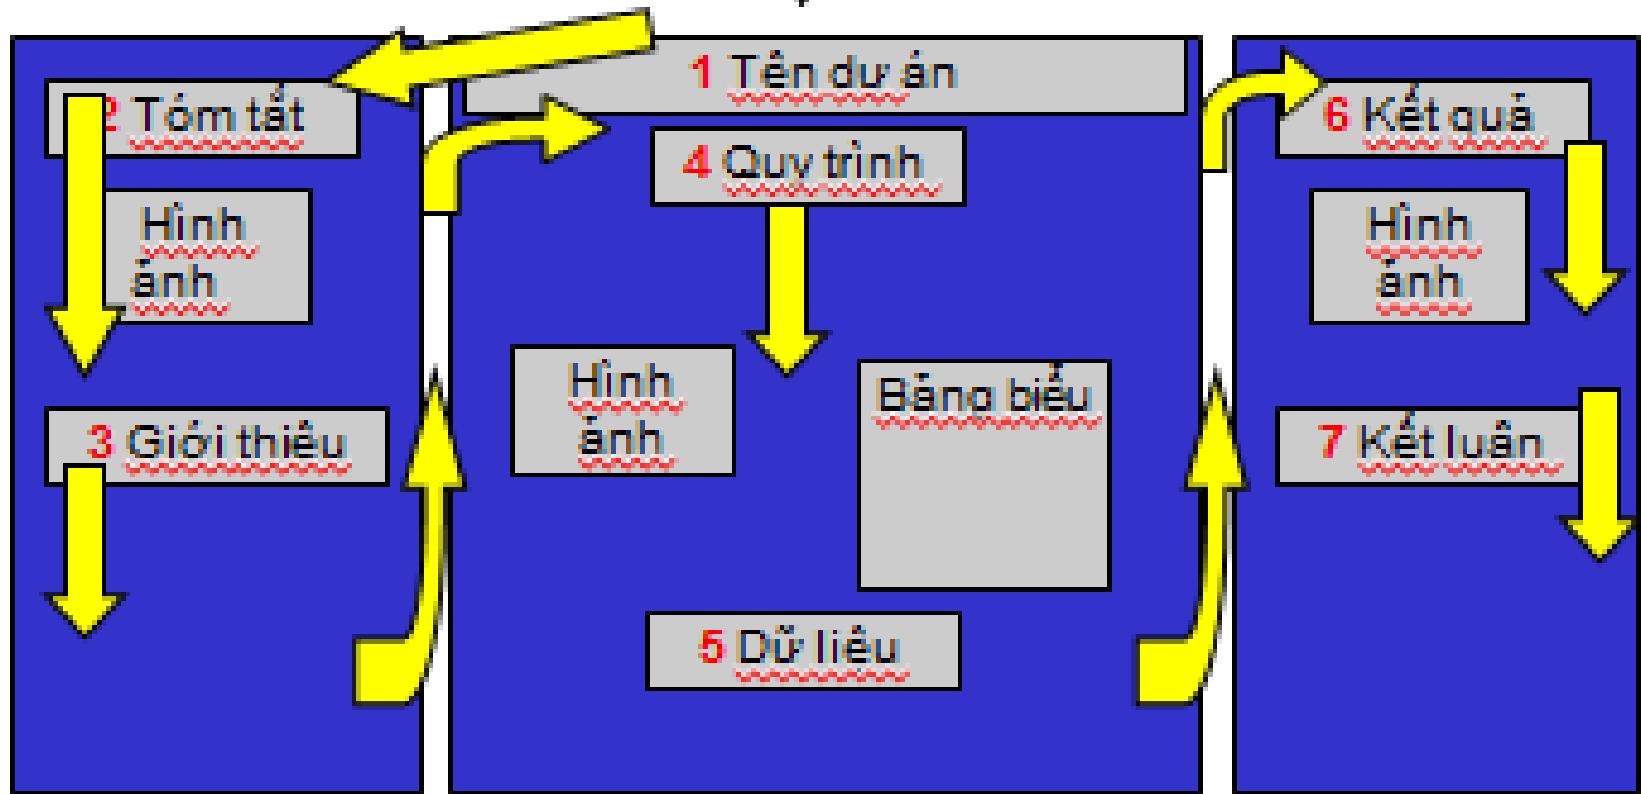 1 Tên dự án
2 Tóm tắt
Hình
ảnh
3 Giới thiệu
4 Quy trình
Hình
ảnh
Bảng biểu
5 Dữ liệu
6 Kết quả
Hình
ảnh
7 Kết luận